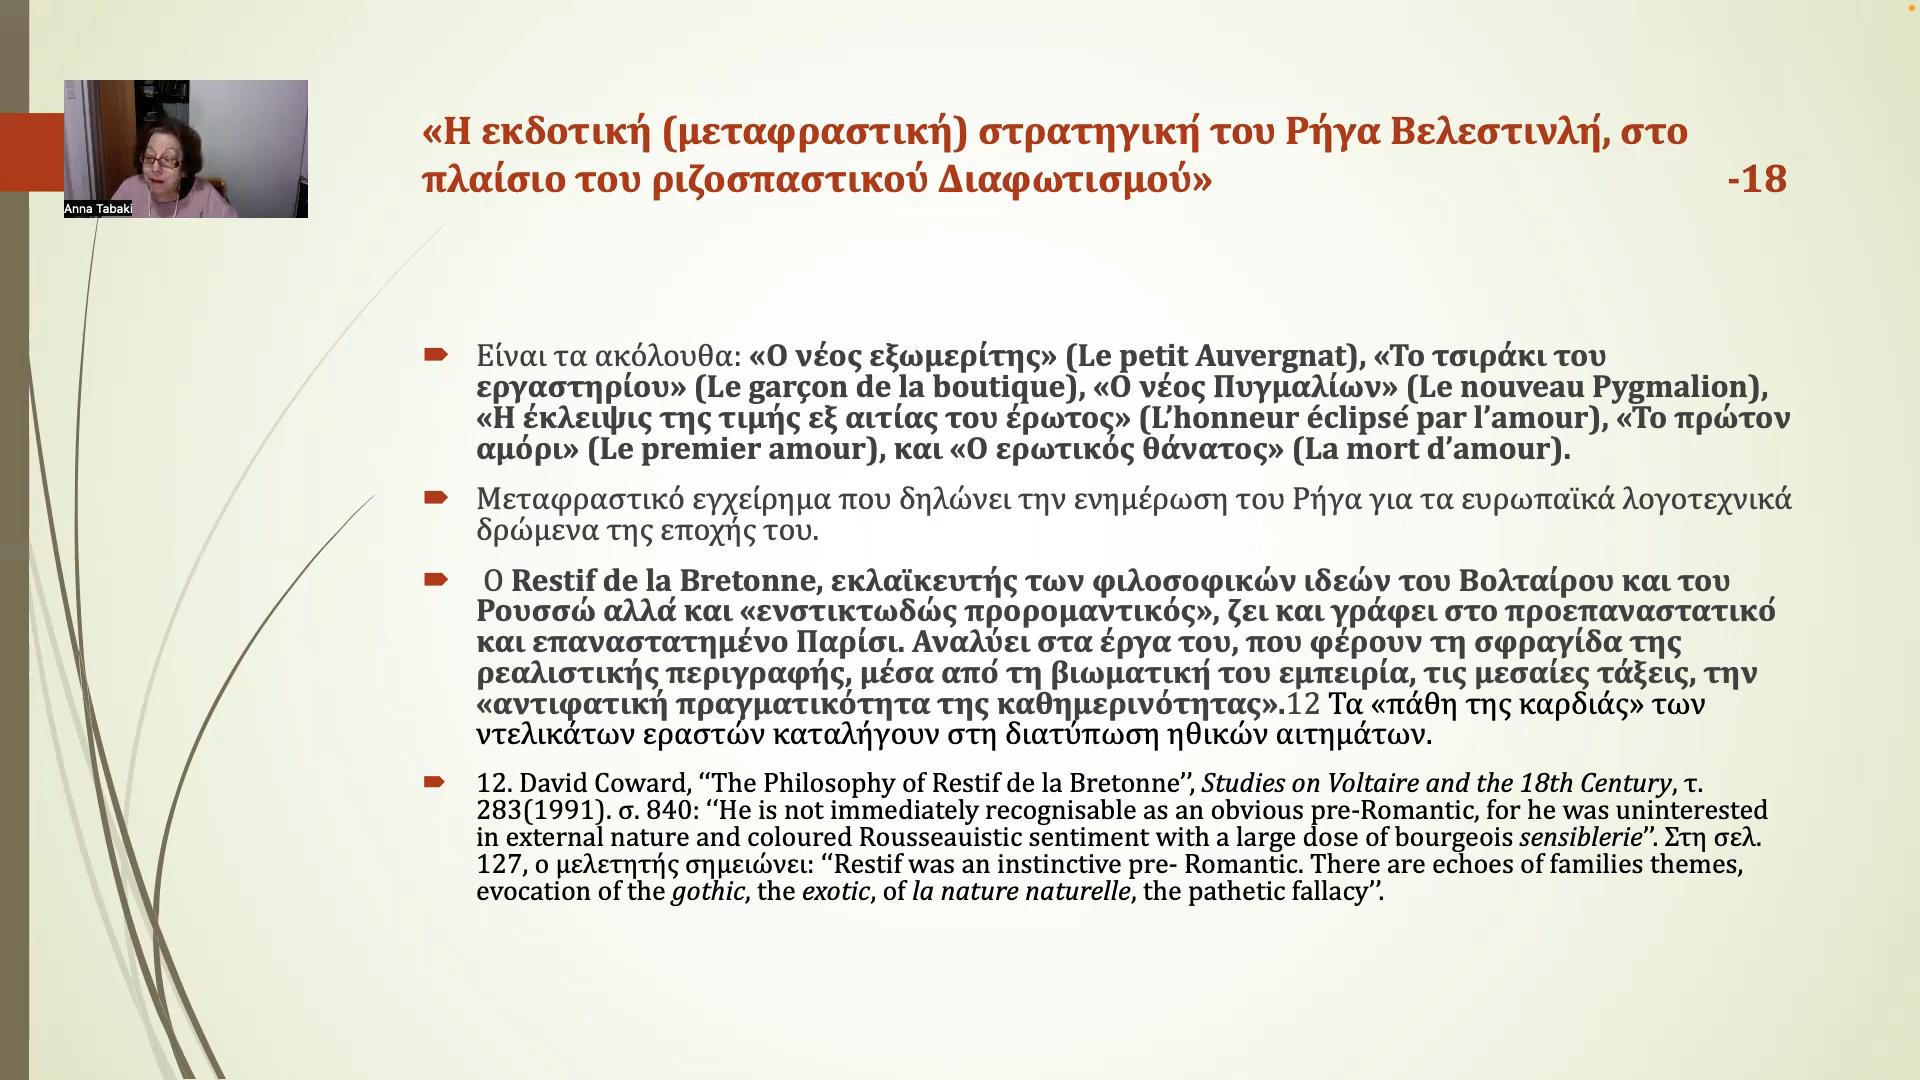 Anna Tabaki
«Η εκδοτική (μεταφραστική) στρατηγική του Ρήγα Βελεστινλή, στο
πλαίσιο του ριζοσπαστικού Διαφωτισμού» -18
Είναι τα ακόλουθα: «Ο νέος εξωμερίτης» (Le petit Auvergnat), «Το τσιράκι του
εργαστηρίου» (Le garçon de la boutique), «Ο νέος Πυγμαλίων» (Le nouveau Pygmalion),
«Η έκλειψις της τιμής εξ αιτίας του έρωτος» (L’honneur éclipsé par l’amour), «Το πρώτον
αμόρι» (Le premier amour), και «Ο ερωτικός θάνατος» (La mort d’amour).
Μεταφραστικό εγχείρημα που δηλώνει την ενημέρωση του Ρήγα για τα ευρωπαϊκά λογοτεχνικά
δρώμενα της εποχής του.
Ο Restif de la Bretonne, εκλαϊκευτής των φιλοσοφικών ιδεών του Βολταίρου και του
Ρουσσώ αλλά και «ενστικτωδώς προρομαντικός», ζει και γράφει στο προεπαναστατικό
και επαναστατημένο Παρίσι. Αναλύει στα έργα του, που φέρουν τη σφραγίδα της
ρεαλιστικής περιγραφής, μέσα από τη βιωματική του εμπειρία, τις μεσαίες τάξεις, την
«αντιφατική πραγματικότητα της καθημερινότητας».12 Τα «πάθη της καρδιάς» των
ντελικάτων εραστών καταλήγουν στη διατύπωση ηθικών αιτημάτων.
12. David Coward, ‘‘The Philosophy of Restif de la Bretonne’’, Studies on Voltaire and the 18th Century, τ.
283(1991). σ. 840: ‘‘He is not immediately recognisable as an obvious pre-Romantic, for he was uninterested
in external nature and coloured Rousseauistic sentiment with a large dose of bourgeois sensiblerie’’. Στη σελ.
127, ο μελετητής σημειώνει: ‘‘Restif was an instinctive pre- Romantic. There are echoes of families themes,
evocation of the gothic, the exotic, of la nature naturelle, the pathetic fallacy’’.